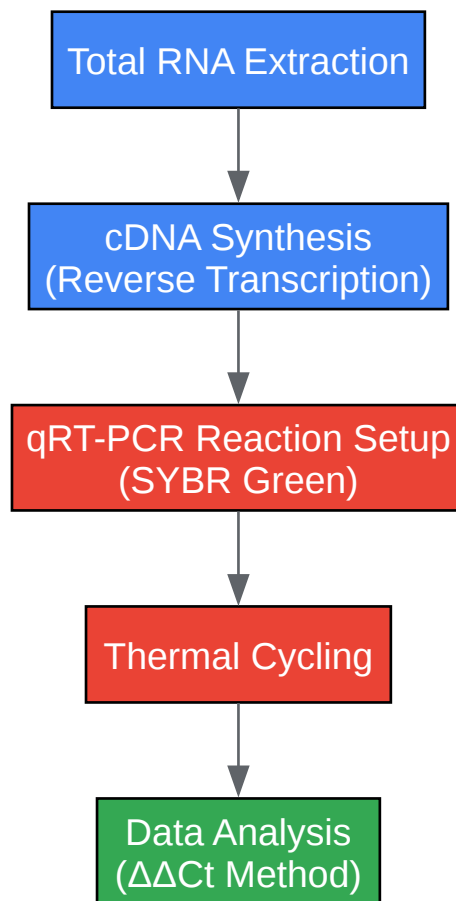 Total RNA Extraction
cDNA Synthesis
(Reverse Transcription)
qRT-PCR Reaction Setup
(SYBR Green)
Thermal Cycling
Data Analysis
(ΔΔCt Method)